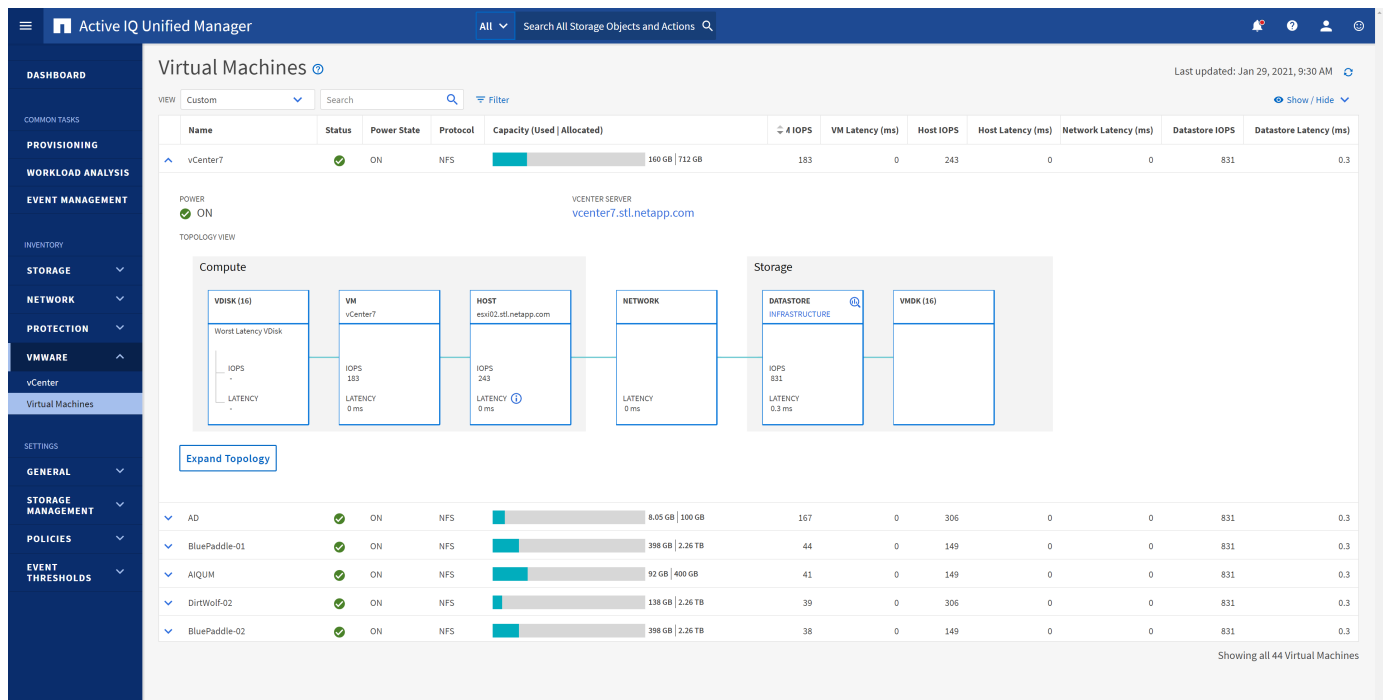 Active IQ Unified Manager
All
Search All Storage Objects and Actions
DASHBOARD
COMMON TASKS
PROVISIONING
WORKLOAD ANALYSIS
EVENT MANAGEMENT
INVENTORY
STORAGE
NETWORK
PROTECTION
VMWARE
vCenter
Virtual Machines
SETTINGS
GENERAL
STORAGE
MANAGEMENT
POLICIES
EVENT
THRESHOLDS
Virtual Machines
Last updated: Jan 29, 2021, 9:30 AM
VIEW Custom Search Filter Show / Hide
Name Status Power State Protocol Capacity (Used | Allocated) IOPS VM Latency (ms) Host IOPS Host Latency (ms) Network Latency (ms) Datastore IOPS Datastore Latency (ms)
vCenter7 ON NFS 160 GB | 712 GB 183 0 243 0 0 831 0.3
POWER
ON
VCENTER SERVER
vcenter7.stl.netapp.com
TOPOLOGY VIEW
Compute
VDISK (16)
Worst Latency VDisk
IOPS
-
LATENCY
-
VM
vCenter7
IOPS
183
LATENCY
0 ms
HOST
esxi02.stl.netapp.com
IOPS
243
LATENCY
0 ms
NETWORK
LATENCY
0 ms
Storage
DATASTORE
INFRASTRUCTURE
IOPS
831
LATENCY
0.3 ms
VMDK (16)
Expand Topology
AD ON NFS 8.05 GB | 100 GB 167 0 306 0 0 831 0.3
BluePaddle-01 ON NFS 398 GB | 2.26 TB 44 0 149 0 0 831 0.3
AIQUM ON NFS 92 GB | 400 GB 41 0 149 0 0 831 0.3
DirtWolf-02 ON NFS 138 GB | 2.26 TB 39 0 306 0 0 831 0.3
BluePaddle-02 ON NFS 398 GB | 2.26 TB 38 0 149 0 0 831 0.3
Showing all 44 Virtual Machines